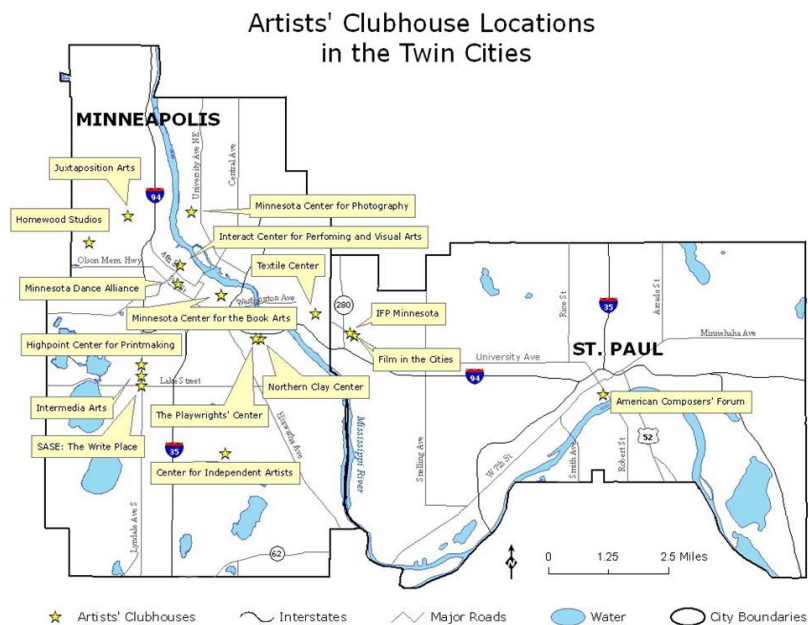 Artists' Clubhouse Locations
in the Twin Cities
MINNEAPOLIS
Juxtaposition Arts
University Ave NE
Central Ave
94
Minnesota Center for Photography
Homewood Studios
Interact Center for Perfoming and Visual Arts
Olson Mem. Hwy
Textile Center
Minnesota Dance Alliance
Washington Ave
280
IFP Minnesota
Minnesota Center for the Book Arts
Highpoint Center for Printmaking
Film in the Cities
Rice St
35
Arcade St
Minnehaha Ave
University Ave
ST. PAUL
94
Lake Street
Northern Clay Center
Intermedia Arts
The Playwrights' Center
American Composers' Forum
SASE: The Write Place
35
Hiawatha Ave
Mississippi River
Snelling Ave
W 7th St
Smith Ave
Robert St
52
Center for Independent Artists
Lyndale Ave S
62
N
0 1.25 2.5 Miles
Artists' Clubhouses
Interstates
Major Roads
Water
City Boundaries